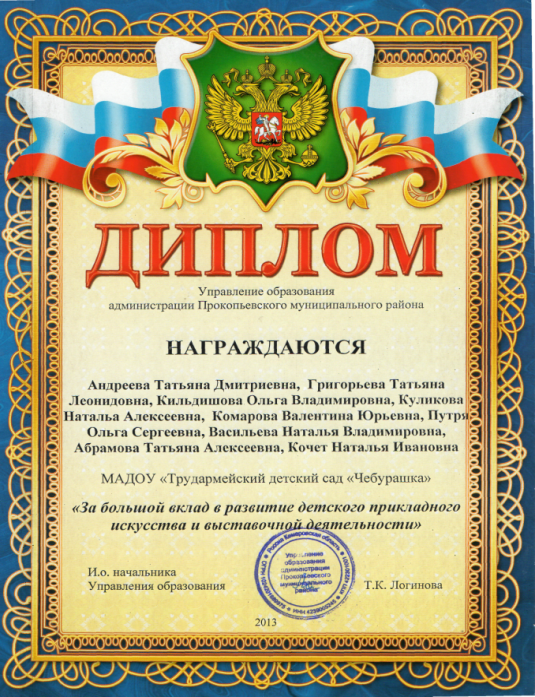 ДИПЛОМ
Управление образования
администрации Прокопьевского муниципального района
НАГРАЖДАЮТСЯ
Андреева Татьяна Дмитриевна, Григорьева Татьяна
Леонидовна, Кильдишова Ольга Владимировна, Куликова
Наталья Алексеевна, Комарова Валентина Юрьевна, Путря
Ольга Сергеевна, Васильева Наталья Владимировна,
Абрамова Татьяна Алексеевна, Кочет Наталья Ивановна
МАДОУ «Трудармейский детский сад «Чебурашка»
«За большой вклад в развитие детского прикладного
искусства и выставочной деятельности»
И.о. начальника
Управления образования
Т.К. Логинова
Управление
образования
администрации
Прокопьевского
муниципального
района
2013